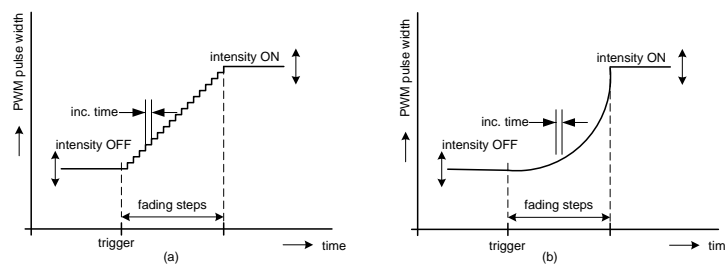 PWM pulse width
intensity ON
inc. time
intensity OFF
fading steps
trigger
time
(a)
PWM pulse width
intensity ON
inc. time
intensity OFF
fading steps
trigger
tim
(b)